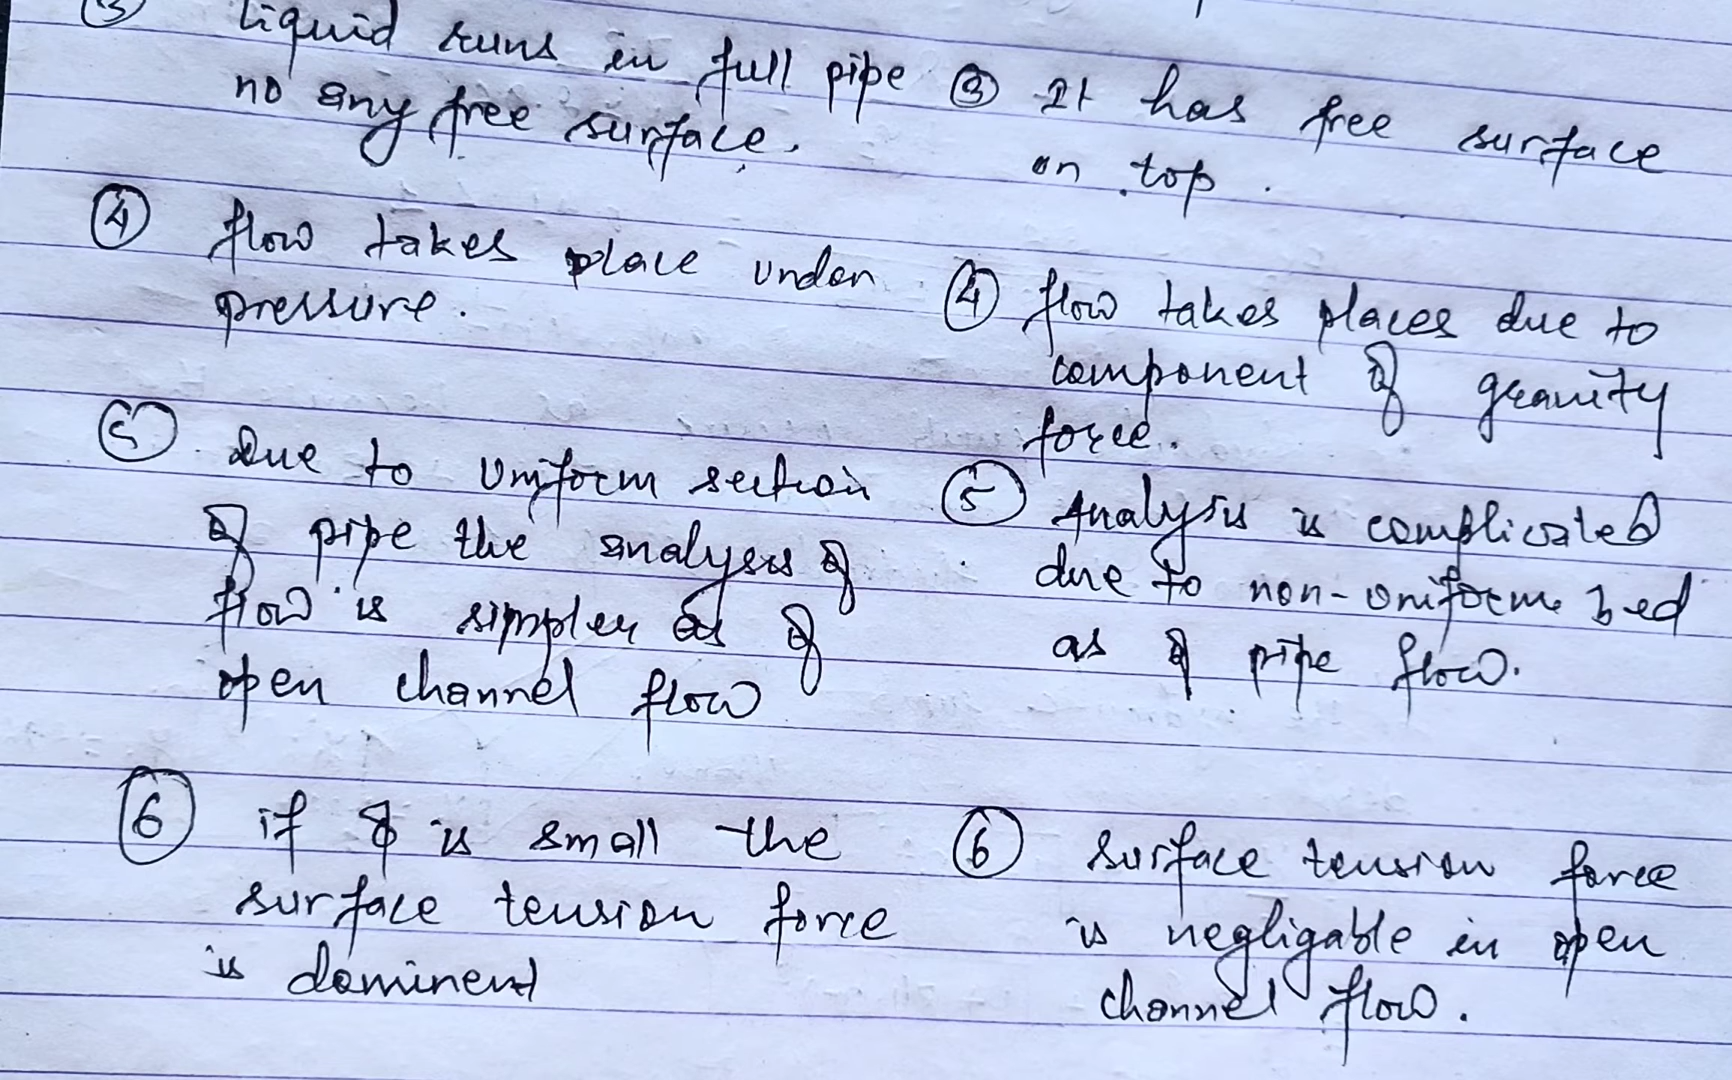 ③ liquid runs in full pipe
no any free surface.
④ flow takes place under
pressure.
⑤ Due to Uniform section
of pipe the analysis of
flow is simpler as of
open channel flow
⑥ if ϕ is small the
surface tension force
is dominent
③ It has free surface
on top.
④ flow takes places due to
component of gravity
force.
⑤ Analysis is complicated
due to non-uniform bed
as of pipe flow.
⑥ surface tension force
is negligable in open
channel flow.